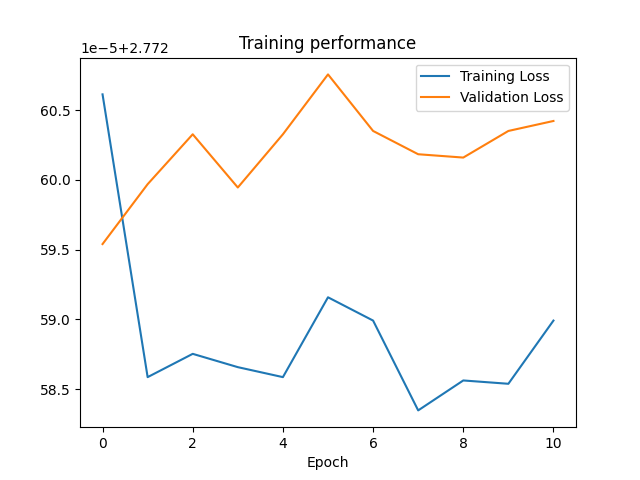 Training performance
1e−5+2.772
Training Loss
Validation Loss
60.5
60.0
59.5
59.0
58.5
0 2 4 6 8 10
Epoch